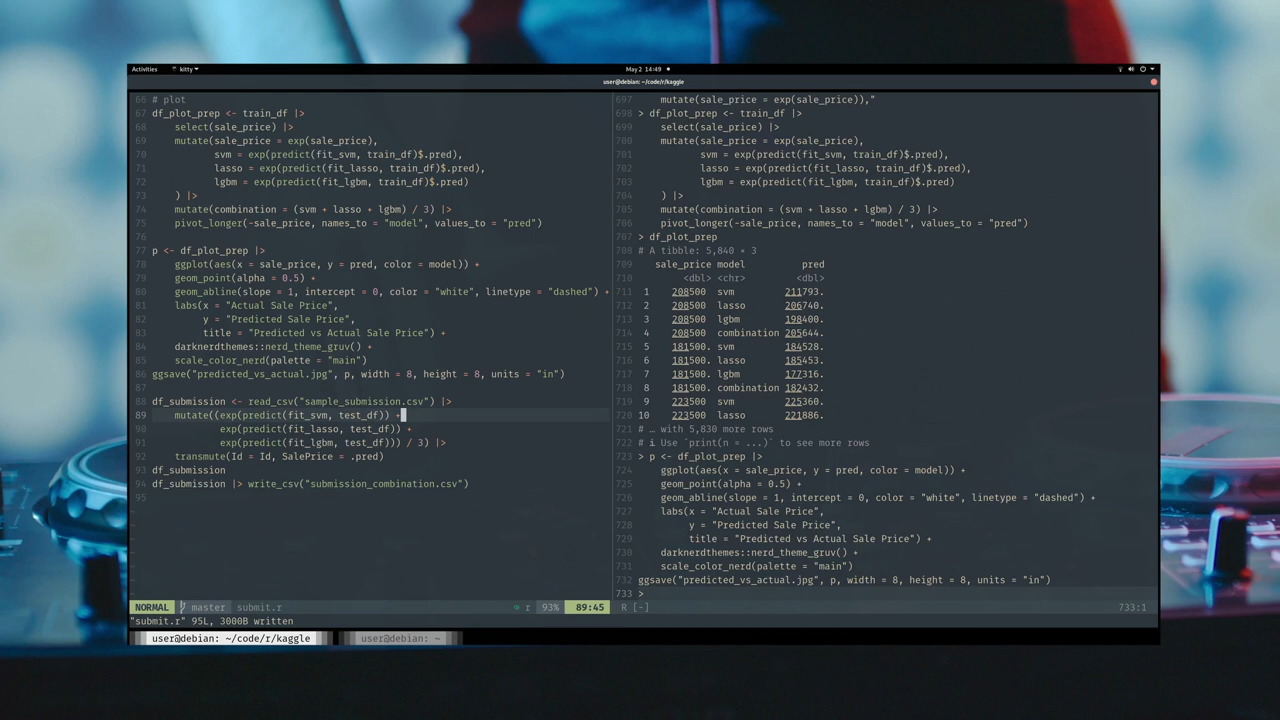 Activities
kitty
May 2 14:49
user@debian: ~/code/r/kaggle
66 # plot
67 df_plot_prep <- train_df |>
68 select(sale_price) |>
69 mutate(sale_price = exp(sale_price),
70 svm = exp(predict(fit_svm, train_df)$.pred),
71 lasso = exp(predict(fit_lasso, train_df)$.pred),
72 lgbm = exp(predict(fit_lgbm, train_df)$.pred)
73 ) |>
74 mutate(combination = (svm + lasso + lgbm) / 3) |>
75 pivot_longer(-sale_price, names_to = "model", values_to = "pred")
76
77 p <- df_plot_prep |>
78 ggplot(aes(x = sale_price, y = pred, color = model)) +
79 geom_point(alpha = 0.5) +
80 geom_abline(slope = 1, intercept = 0, color = "white", linetype = "dashed") +
81 labs(x = "Actual Sale Price",
82 y = "Predicted Sale Price",
83 title = "Predicted vs Actual Sale Price") +
84 darknerdthemes::nerd_theme_gruv() +
85 scale_color_nerd(palette = "main")
86 ggsave("predicted_vs_actual.jpg", p, width = 8, height = 8, units = "in")
87
88 df_submission <- read_csv("sample_submission.csv") |>
89 mutate((exp(predict(fit_svm, test_df)) +
90 exp(predict(fit_lasso, test_df)) +
91 exp(predict(fit_lgbm, test_df))) / 3) |>
92 transmute(Id = Id, SalePrice = .pred)
93 df_submission
94 df_submission |> write_csv("submission_combination.csv")
95
NORMAL master submit.r r 93% 89:45
"submit.r" 95L, 3000B written
697 mutate(sale_price = exp(sale_price)),"
698 > df_plot_prep <- train_df |>
699 select(sale_price) |>
700 mutate(sale_price = exp(sale_price),
701 svm = exp(predict(fit_svm, train_df)$.pred),
702 lasso = exp(predict(fit_lasso, train_df)$.pred),
703 lgbm = exp(predict(fit_lgbm, train_df)$.pred)
704 ) |>
705 mutate(combination = (svm + lasso + lgbm) / 3) |>
706 pivot_longer(-sale_price, names_to = "model", values_to = "pred")
707 > df_plot_prep
708 # A tibble: 5,840 × 3
709 sale_price model pred
710 <dbl> <chr> <dbl>
711 1 208500 svm 211793.
712 2 208500 lasso 206740.
713 3 208500 lgbm 198400.
714 4 208500 combination 205644.
715 5 181500. svm 184528.
716 6 181500. lasso 185453.
717 7 181500. lgbm 177316.
718 8 181500. combination 182432.
719 9 223500 svm 225360.
720 10 223500 lasso 221886.
721 # … with 5,830 more rows
722 # ℹ Use `print(n = ...)` to see more rows
723 > p <- df_plot_prep |>
724 ggplot(aes(x = sale_price, y = pred, color = model)) +
725 geom_point(alpha = 0.5) +
726 geom_abline(slope = 1, intercept = 0, color = "white", linetype = "dashed") +
727 labs(x = "Actual Sale Price",
728 y = "Predicted Sale Price",
729 title = "Predicted vs Actual Sale Price") +
730 darknerdthemes::nerd_theme_gruv() +
731 scale_color_nerd(palette = "main")
732 ggsave("predicted_vs_actual.jpg", p, width = 8, height = 8, units = "in")
733 >
R [-] 733:1
user@debian: ~/code/r/kaggle
user@debian: ~